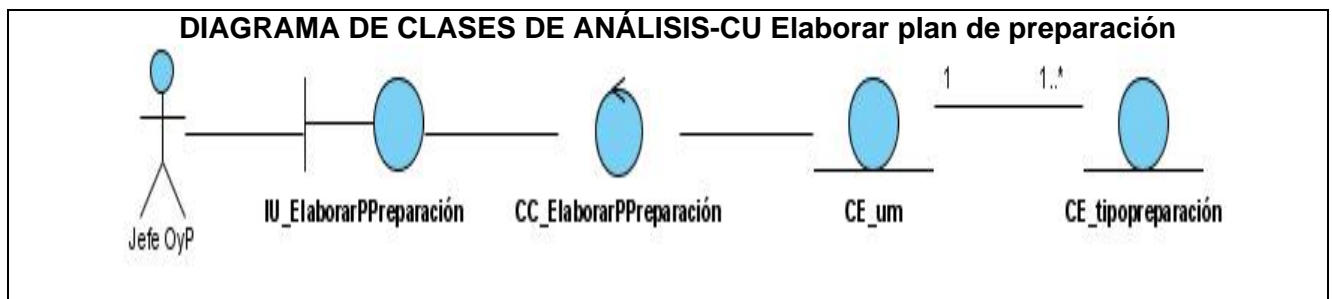 DIAGRAMA DE CLASES DE ANÁLISIS-CU Elaborar plan de preparación
1 1..*
IU_ElaborarPPreparación CC_ElaborarPPreparación CE_um CE_tipopreparación
Jefe OyP